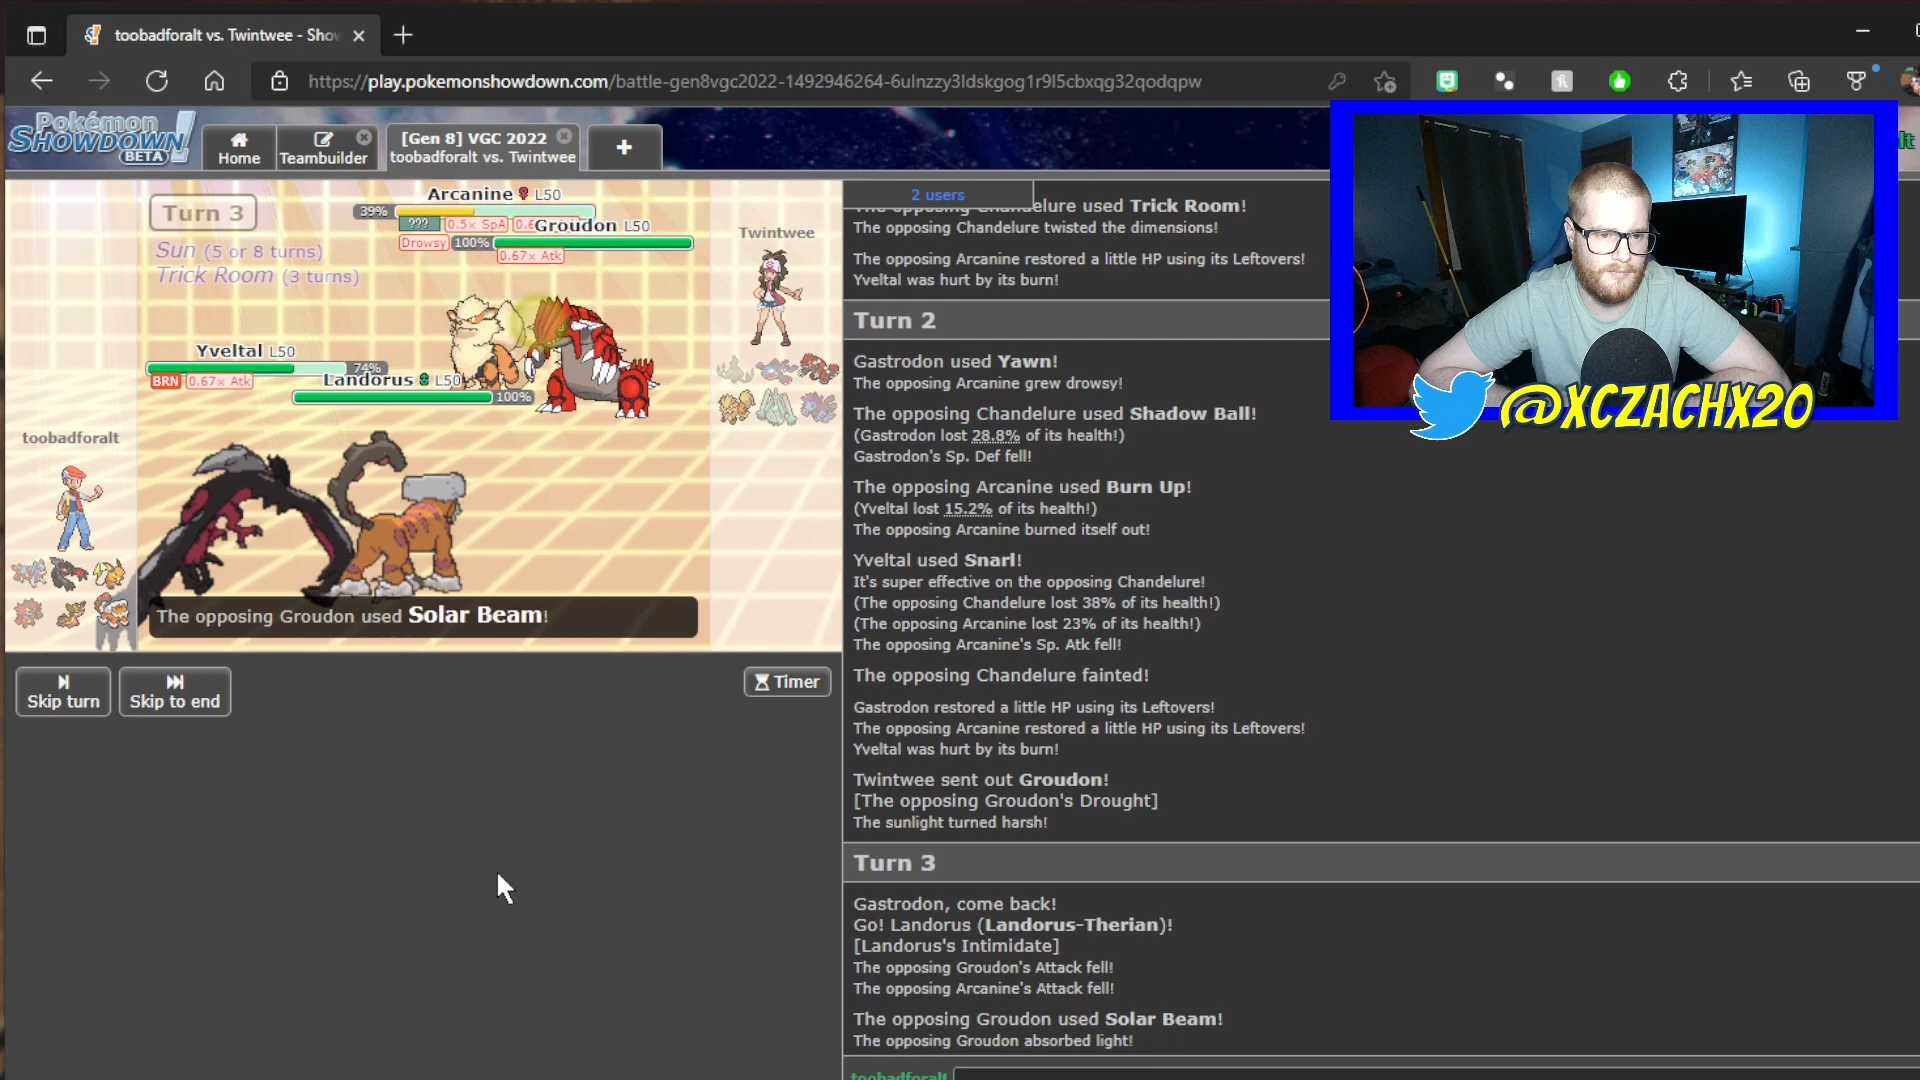 toobadforalt vs. Twintwee - Show
https://play.pokemonshowdown.com/battle-gen8vgc2022-1492946264-6ulnzzy3ldskgog1r9l5cbxqg32qodqpw
Pokémon
SHOWDOWN!
BETA
Home
Teambuilder
[Gen 8] VGC 2022
toobadforalt vs. Twintwee
Turn 3
Sun (5 or 8 turns)
Trick Room (3 turns)
Arcanine L50
39%
??? 0.5× SpA
Drowsy
Groudon L50
100%
0.67× Atk
Twintwee
Yveltal L50
74%
BRN 0.67× Atk
Landorus L50
100%
toobadforalt
The opposing Groudon used Solar Beam!
Skip turn
Skip to end
Timer
2 users
The opposing Chandelure used Trick Room!
The opposing Chandelure twisted the dimensions!
The opposing Arcanine restored a little HP using its Leftovers!
Yveltal was hurt by its burn!
Turn 2
Gastrodon used Yawn!
The opposing Arcanine grew drowsy!
The opposing Chandelure used Shadow Ball!
(Gastrodon lost 28.8% of its health!)
Gastrodon's Sp. Def fell!
The opposing Arcanine used Burn Up!
(Yveltal lost 15.2% of its health!)
The opposing Arcanine burned itself out!
Yveltal used Snarl!
It's super effective on the opposing Chandelure!
(The opposing Chandelure lost 38% of its health!)
(The opposing Arcanine lost 23% of its health!)
The opposing Arcanine's Sp. Atk fell!
The opposing Chandelure fainted!
Gastrodon restored a little HP using its Leftovers!
The opposing Arcanine restored a little HP using its Leftovers!
Yveltal was hurt by its burn!
Twintwee sent out Groudon!
[The opposing Groudon's Drought]
The sunlight turned harsh!
Turn 3
Gastrodon, come back!
Go! Landorus (Landorus-Therian)!
[Landorus's Intimidate]
The opposing Groudon's Attack fell!
The opposing Arcanine's Attack fell!
The opposing Groudon used Solar Beam!
The opposing Groudon absorbed light!
toobadforalt
@XCZACHX20